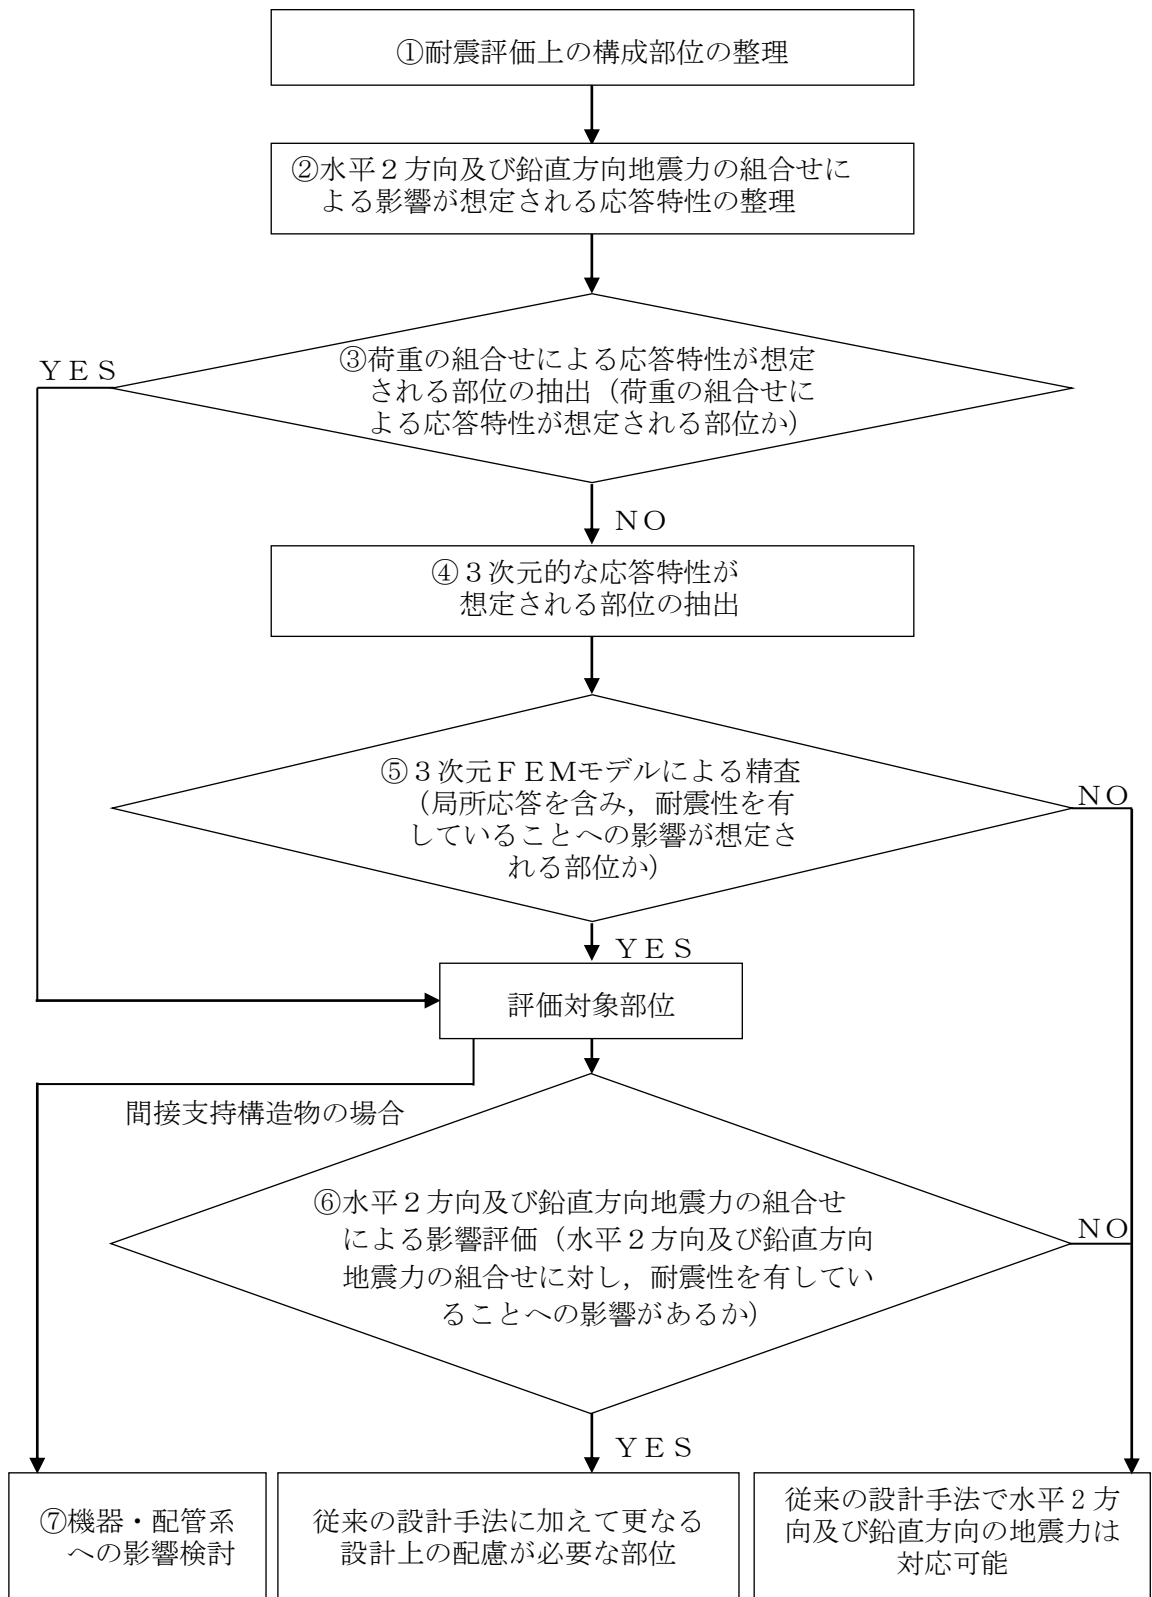 ①耐震評価上の構成部位の整理
②水平２方向及び鉛直方向地震力の組合せに
よる影響が想定される応答特性の整理
ＹＥＳ
③荷重の組合せによる応答特性が想定
される部位の抽出（荷重の組合せに
よる応答特性が想定される部位か）
ＮＯ
④３次元的な応答特性が
想定される部位の抽出
⑤３次元ＦＥＭモデルによる精査
（局所応答を含み，耐震性を有
していることへの影響が想定さ
れる部位か）
ＮＯ
ＹＥＳ
評価対象部位
間接支持構造物の場合
⑥水平２方向及び鉛直方向地震力の組合せ
による影響評価（水平２方向及び鉛直方向
地震力の組合せに対し，耐震性を有してい
ることへの影響があるか）
ＮＯ
ＹＥＳ
⑦機器・配管系
への影響検討
従来の設計手法に加えて更なる
設計上の配慮が必要な部位
従来の設計手法で水平２方
向及び鉛直方向の地震力は
対応可能